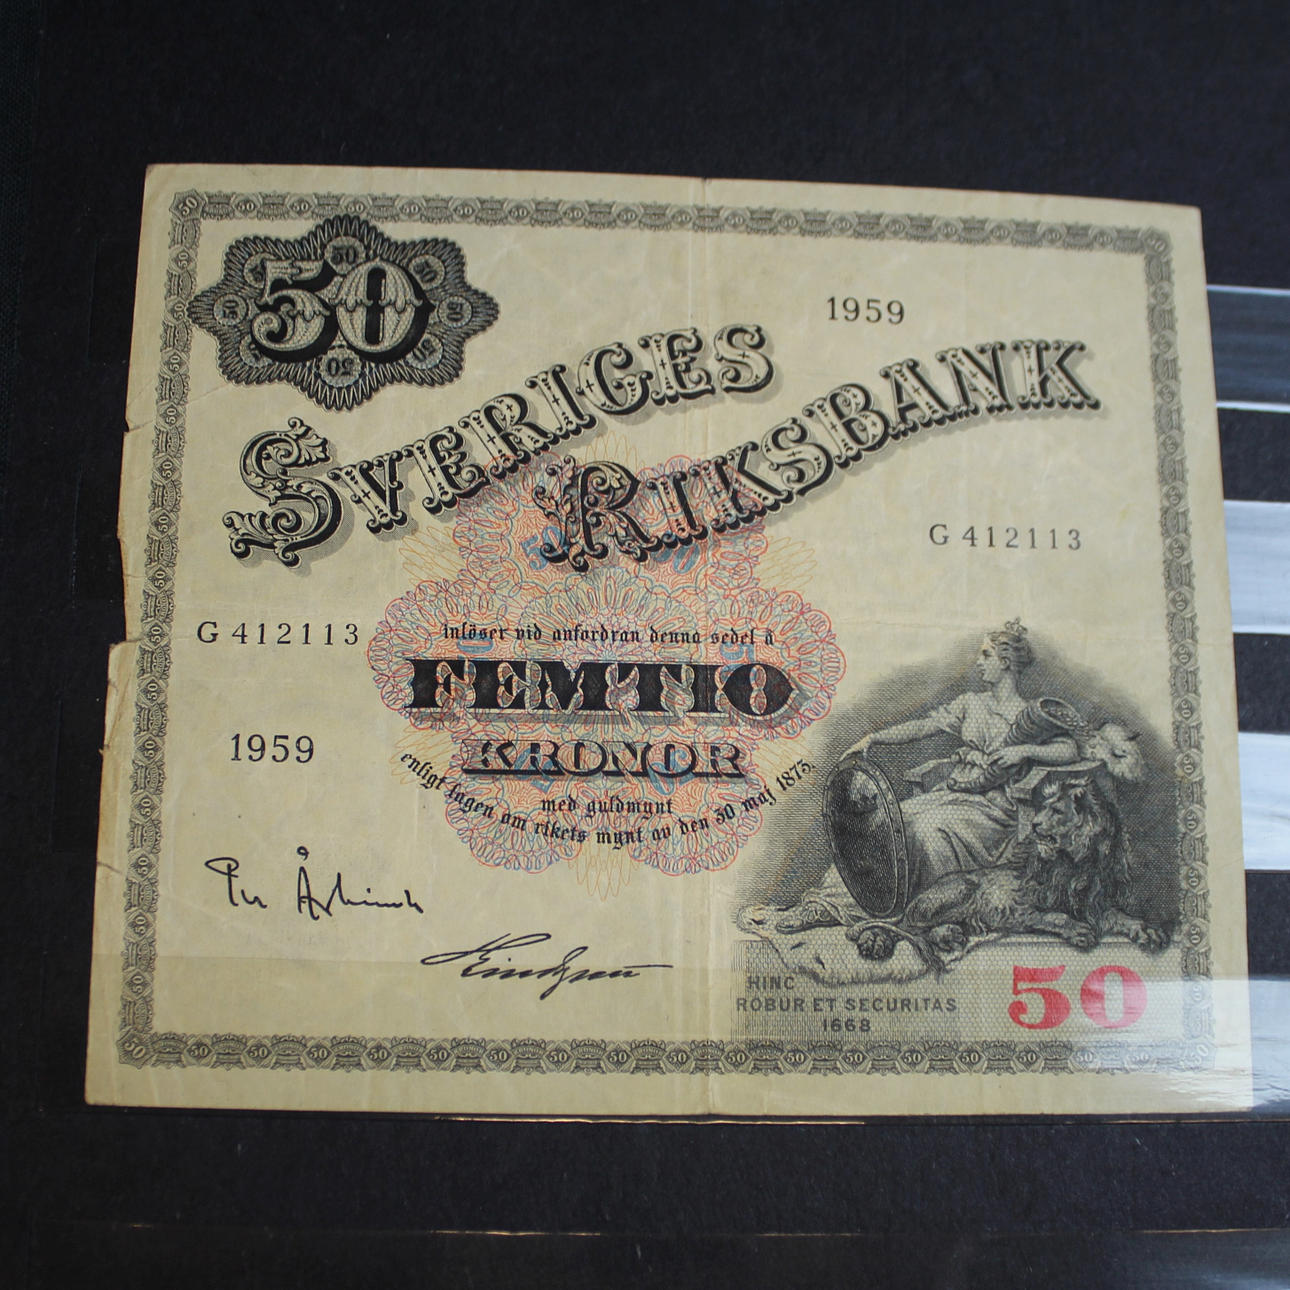 50
1959
SVERIGES
RIKSBANK
G 412113
G 412113
inlöser vid anfordran denna sedel å
FEMTIO
KRONOR
1959
med guldmynt
enligt lagen om rikets mynt av den 30 maj 1873.
HINC
ROBUR ET SECURITAS
1668
50